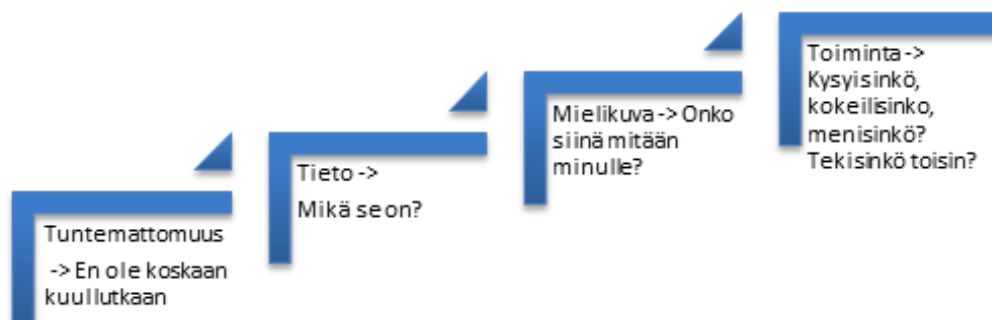 Tuntemattomuus
-> En ole koskaan
kuullutkaan
Tieto ->
Mikä se on?
Mielikuva -> Onko
siinä mitään
minulle?
Toiminta ->
Kysyisinkö,
kokeilisinko,
menisinkö?
Tekisinkö toisin?